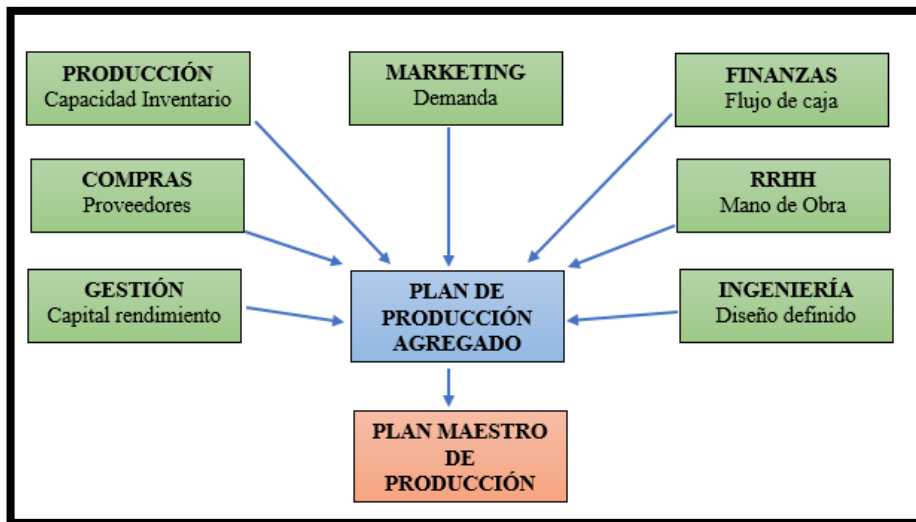 PRODUCCIÓN
Capacidad Inventario
MARKETING
Demanda
FINANZAS
Flujo de caja
COMPRAS
Proveedores
RRHH
Mano de Obra
GESTIÓN
Capital rendimiento
PLAN DE
PRODUCCIÓN
AGREGADO
INGENIERÍA
Diseño definido
PLAN MAESTRO
DE
PRODUCCIÓN